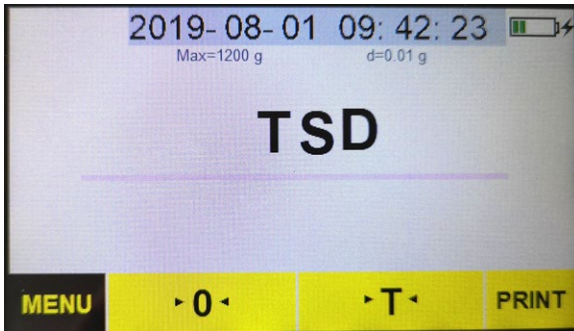 2019-08-01 09:42:23
Max=1200 g d=0.01 g
TSD
MENU ▸0◂ ▸T◂ PRINT